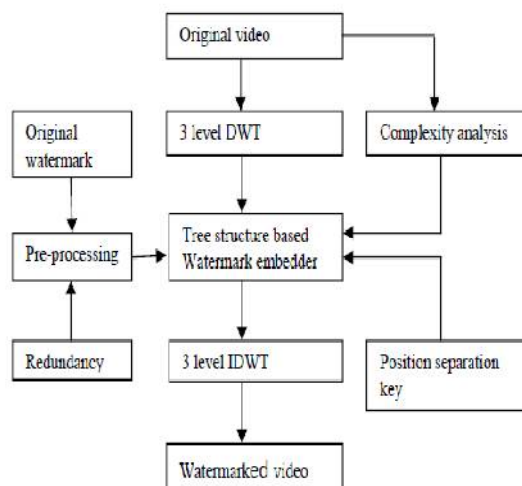 Original video
Original
watermark
3 level DWT
Complexity analysis
Pre-processing
Tree structure based
Watermark embedder
Redundancy
3 level IDWT
Position separation
key
Watermarked video